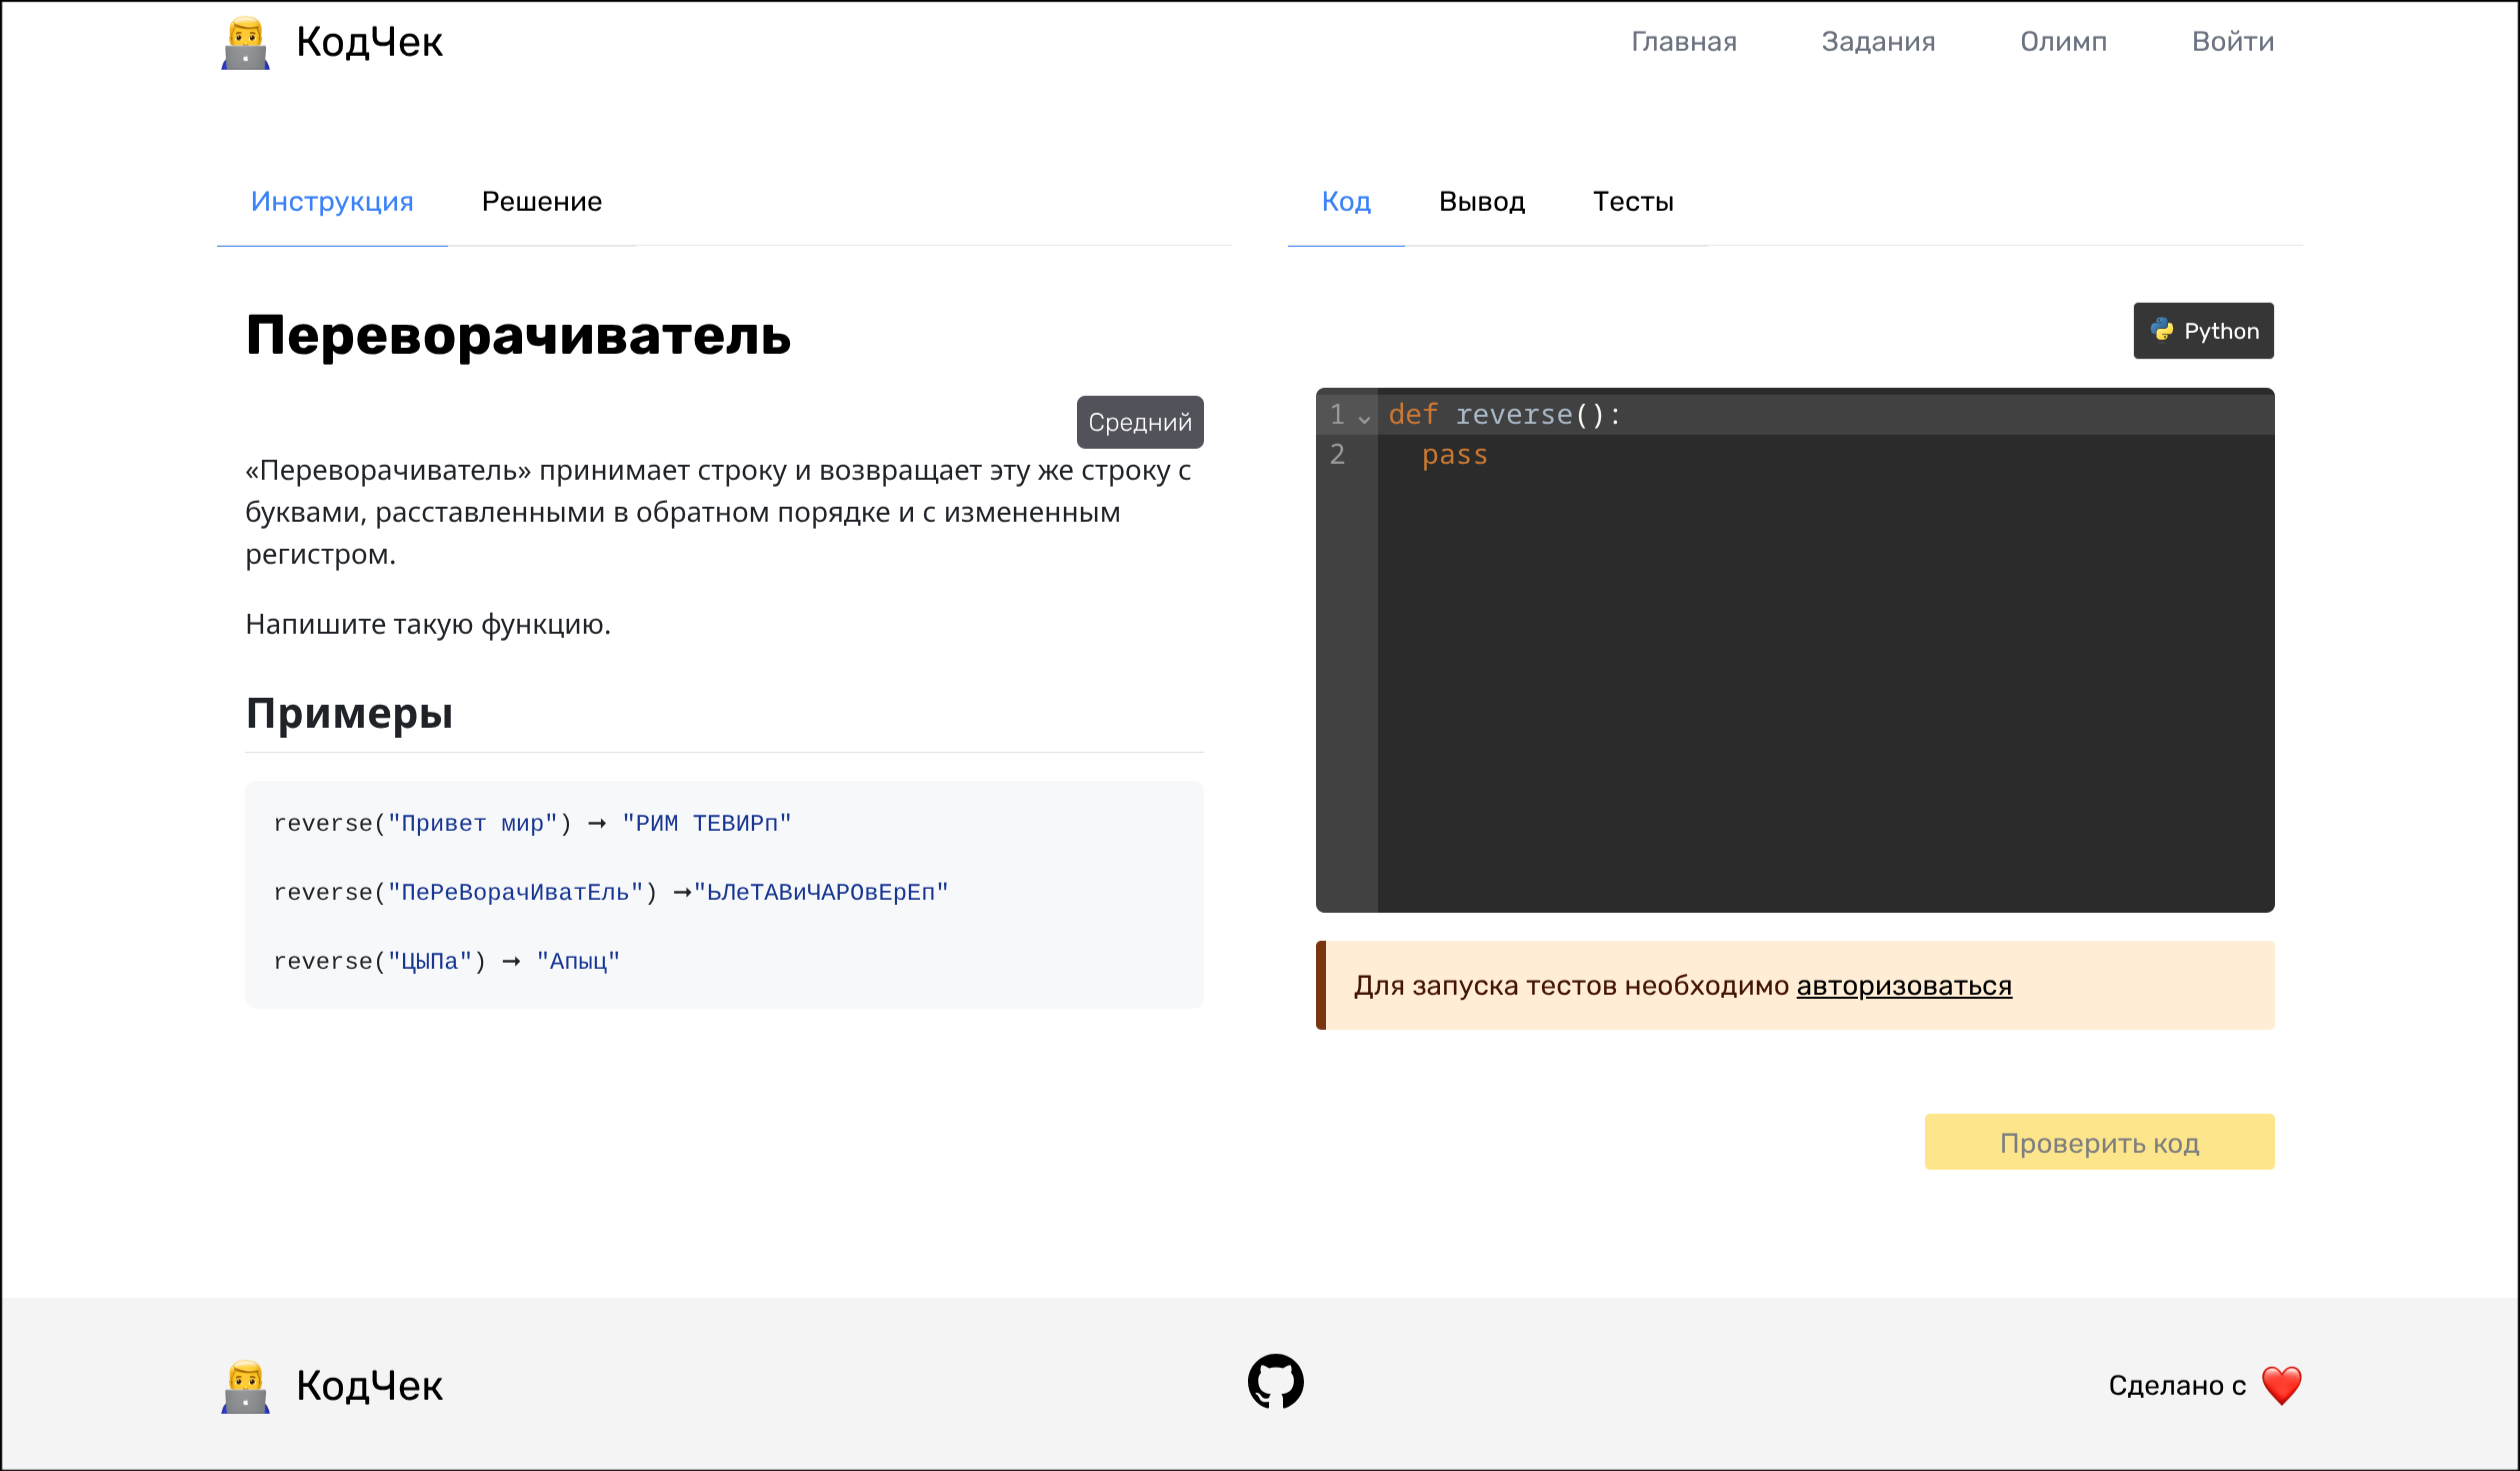 КодЧек
Главная
Задания
Олимп
Войти
Инструкция
Решение
Переворачиватель
Средний
«Переворачиватель» принимает строку и возвращает эту же строку с
буквами, расставленными в обратном порядке и с измененным
регистром.
Напишите такую функцию.
Примеры
reverse("Привет мир") → "РИМ ТЕВИРп"
reverse("ПеРеВорачИватЕль") →"ЬЛеТАВиЧАРОвЕрЕп"
reverse("ЦЫПа") → "Апыц"
Код
Вывод
Тесты
Python
1 def reverse():
2 pass
Для запуска тестов необходимо авторизоваться
Проверить код
КодЧек
Сделано с